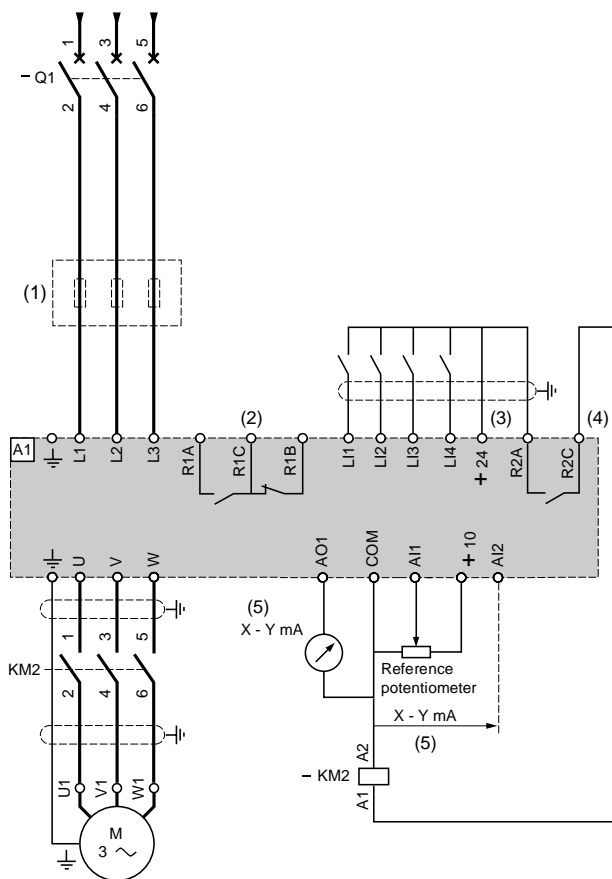 1 3 5
– Q1
2 4 6
(1)
(2) (3) (4)
A1 L1 L2 L3 R1A R1C R1B LI1 LI2 LI3 LI4 + 24 R2A R2C
U V W AO1 COM AI1 + 10 AI2
(5)
X - Y mA
1 3 5
KM2
2 4 6
Reference
potentiometer
X - Y mA
(5)
A2
– KM2
A1
U1 V1 W1
M
3